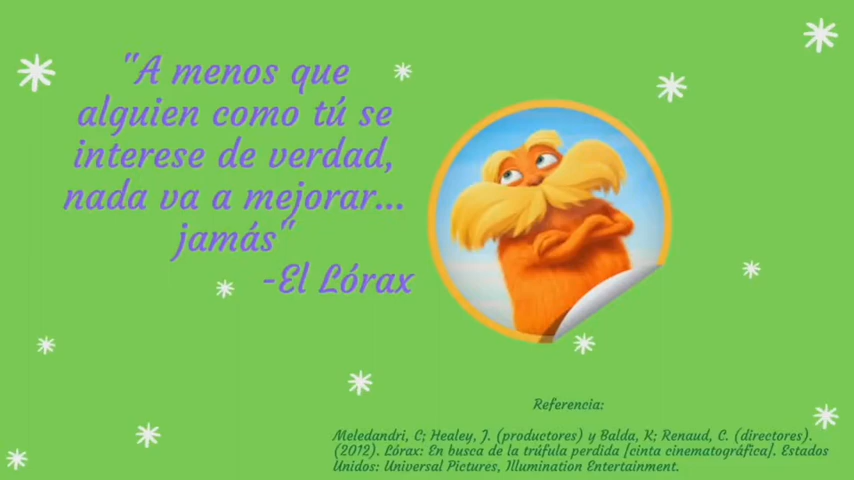 "A menos que
alguien como tú se
interese de verdad,
nada va a mejorar...
jamás"
-El Lórax
Referencia:
Meledandri, C; Healey, J. (productores) y Balda, K; Renaud, C. (directores).
(2012). Lórax: En busca de la trúfula perdida [cinta cinematográfica]. Estados
Unidos: Universal Pictures, Illumination Entertainment.